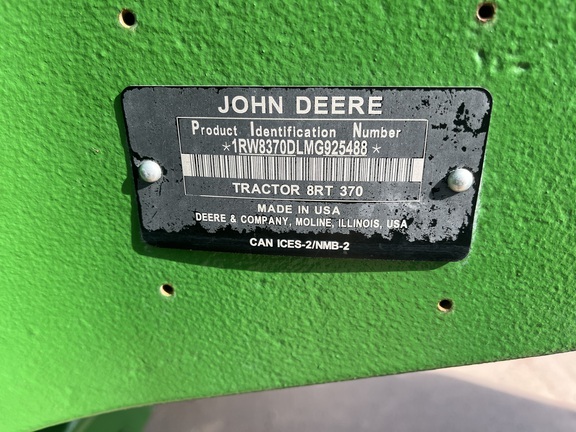 JOHN DEERE
Product Identification Number
*1RW8370DLMG925488*
TRACTOR 8RT 370
MADE IN USA
DEERE & COMPANY, MOLINE, ILLINOIS, USA
CAN ICES-2/NMB-2